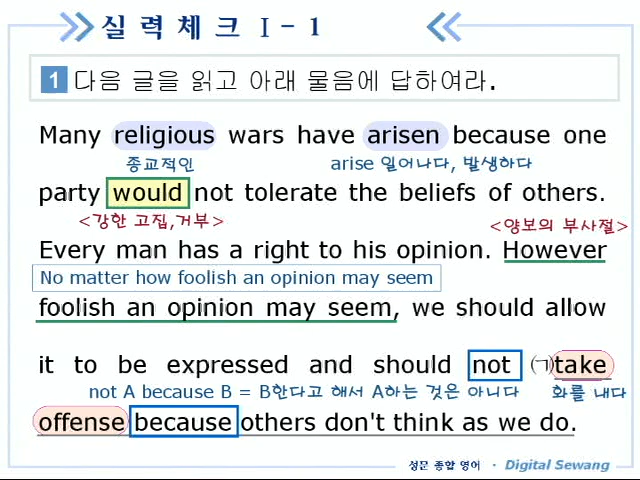 실 력 체 크 I - 1
1 다음 글을 읽고 아래 물음에 답하여라.
Many religious wars have arisen because one
종교적인 arise 일어나다, 발생하다
party would not tolerate the beliefs of others.
<강한 고집,거부> <양보의 부사절>
Every man has a right to his opinion. However
No matter how foolish an opinion may seem
foolish an opinion may seem, we should allow
it to be expressed and should not ㈀take
not A because B = B한다고 해서 A하는 것은 아니다 화를 내다
offense because others don't think as we do.
성문 종합 영어 · Digital Sewang